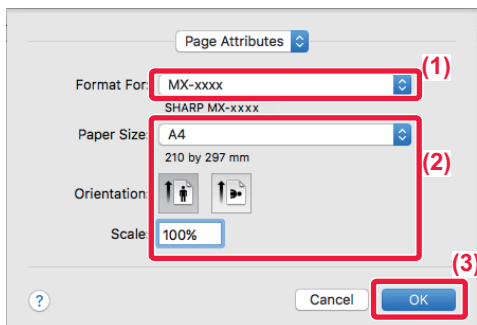 Page Attributes
(1)
Format For: MX-xxxx
SHARP MX-xxxx
Paper Size: A4
210 by 297 mm
(2)
Orientation:
Scale: 100%
(3)
? Cancel OK